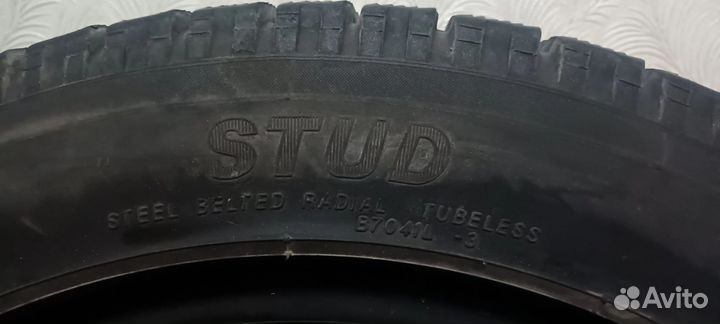 STUD
STEEL BELTED RADIAL TUBELESS
B7041L -3
Avito